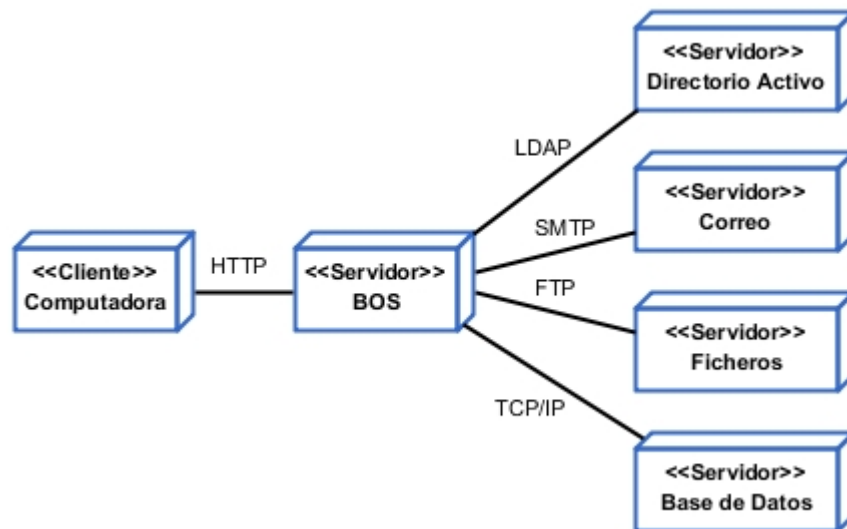 <<Servidor>>
Directorio Activo
LDAP
<<Servidor>>
Correo
SMTP
<<Cliente>>
Computadora
HTTP
<<Servidor>>
BOS
FTP
<<Servidor>>
Ficheros
TCP/IP
<<Servidor>>
Base de Datos